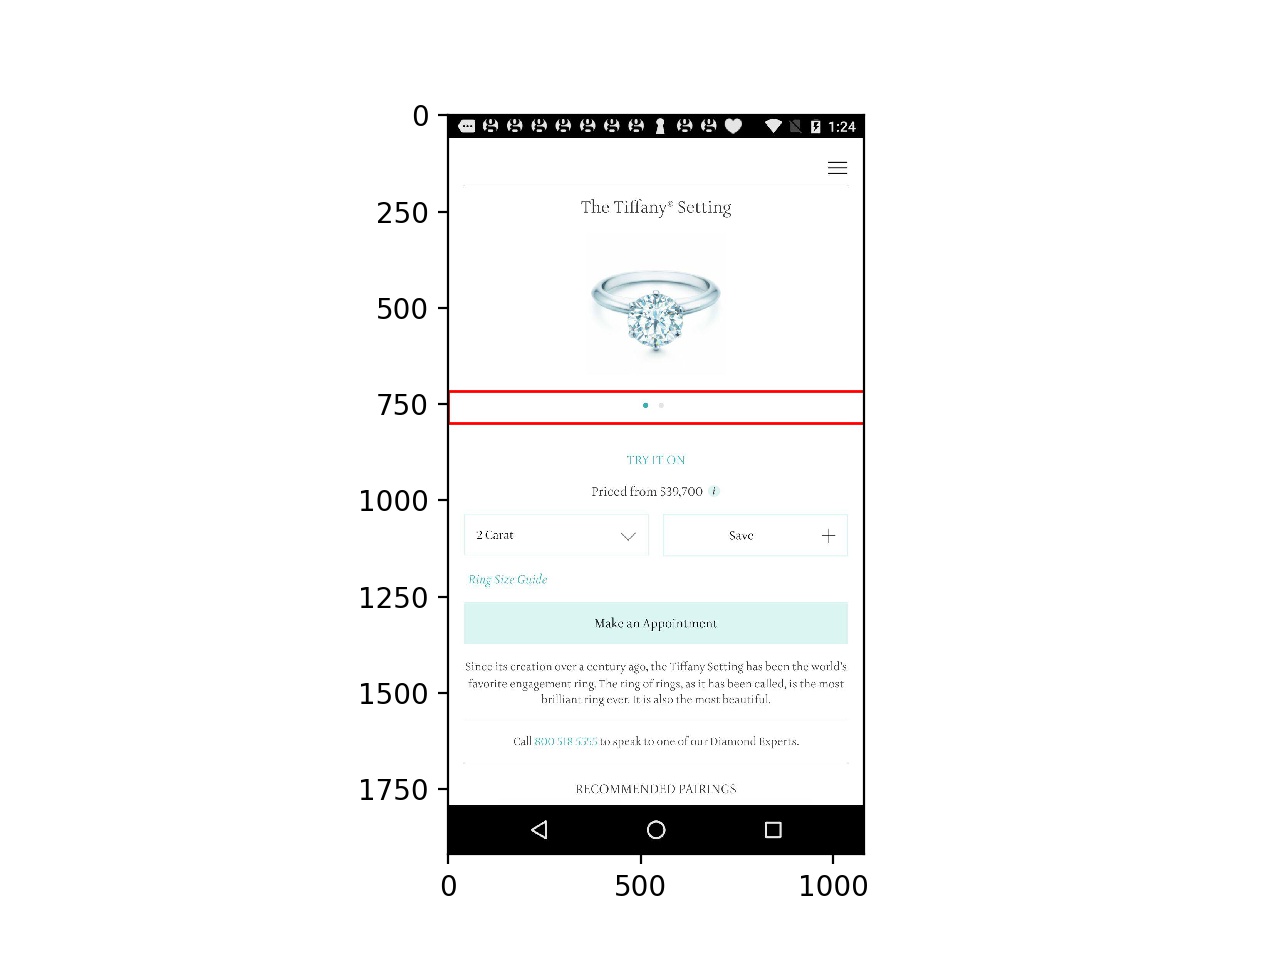 1:24
The Tiffany® Setting
TRY IT ON
Priced from $39,700 i
2 Carat
Save
Ring Size Guide
Make an Appointment
Since its creation over a century ago, the Tiffany Setting has been the world's
favorite engagement ring. The ring of rings, as it has been called, is the most
brilliant ring ever. It is also the most beautiful.
Call 800 518 5555 to speak to one of our Diamond Experts.
RECOMMENDED PAIRINGS
0
250
500
750
1000
1250
1500
1750
0 500 1000